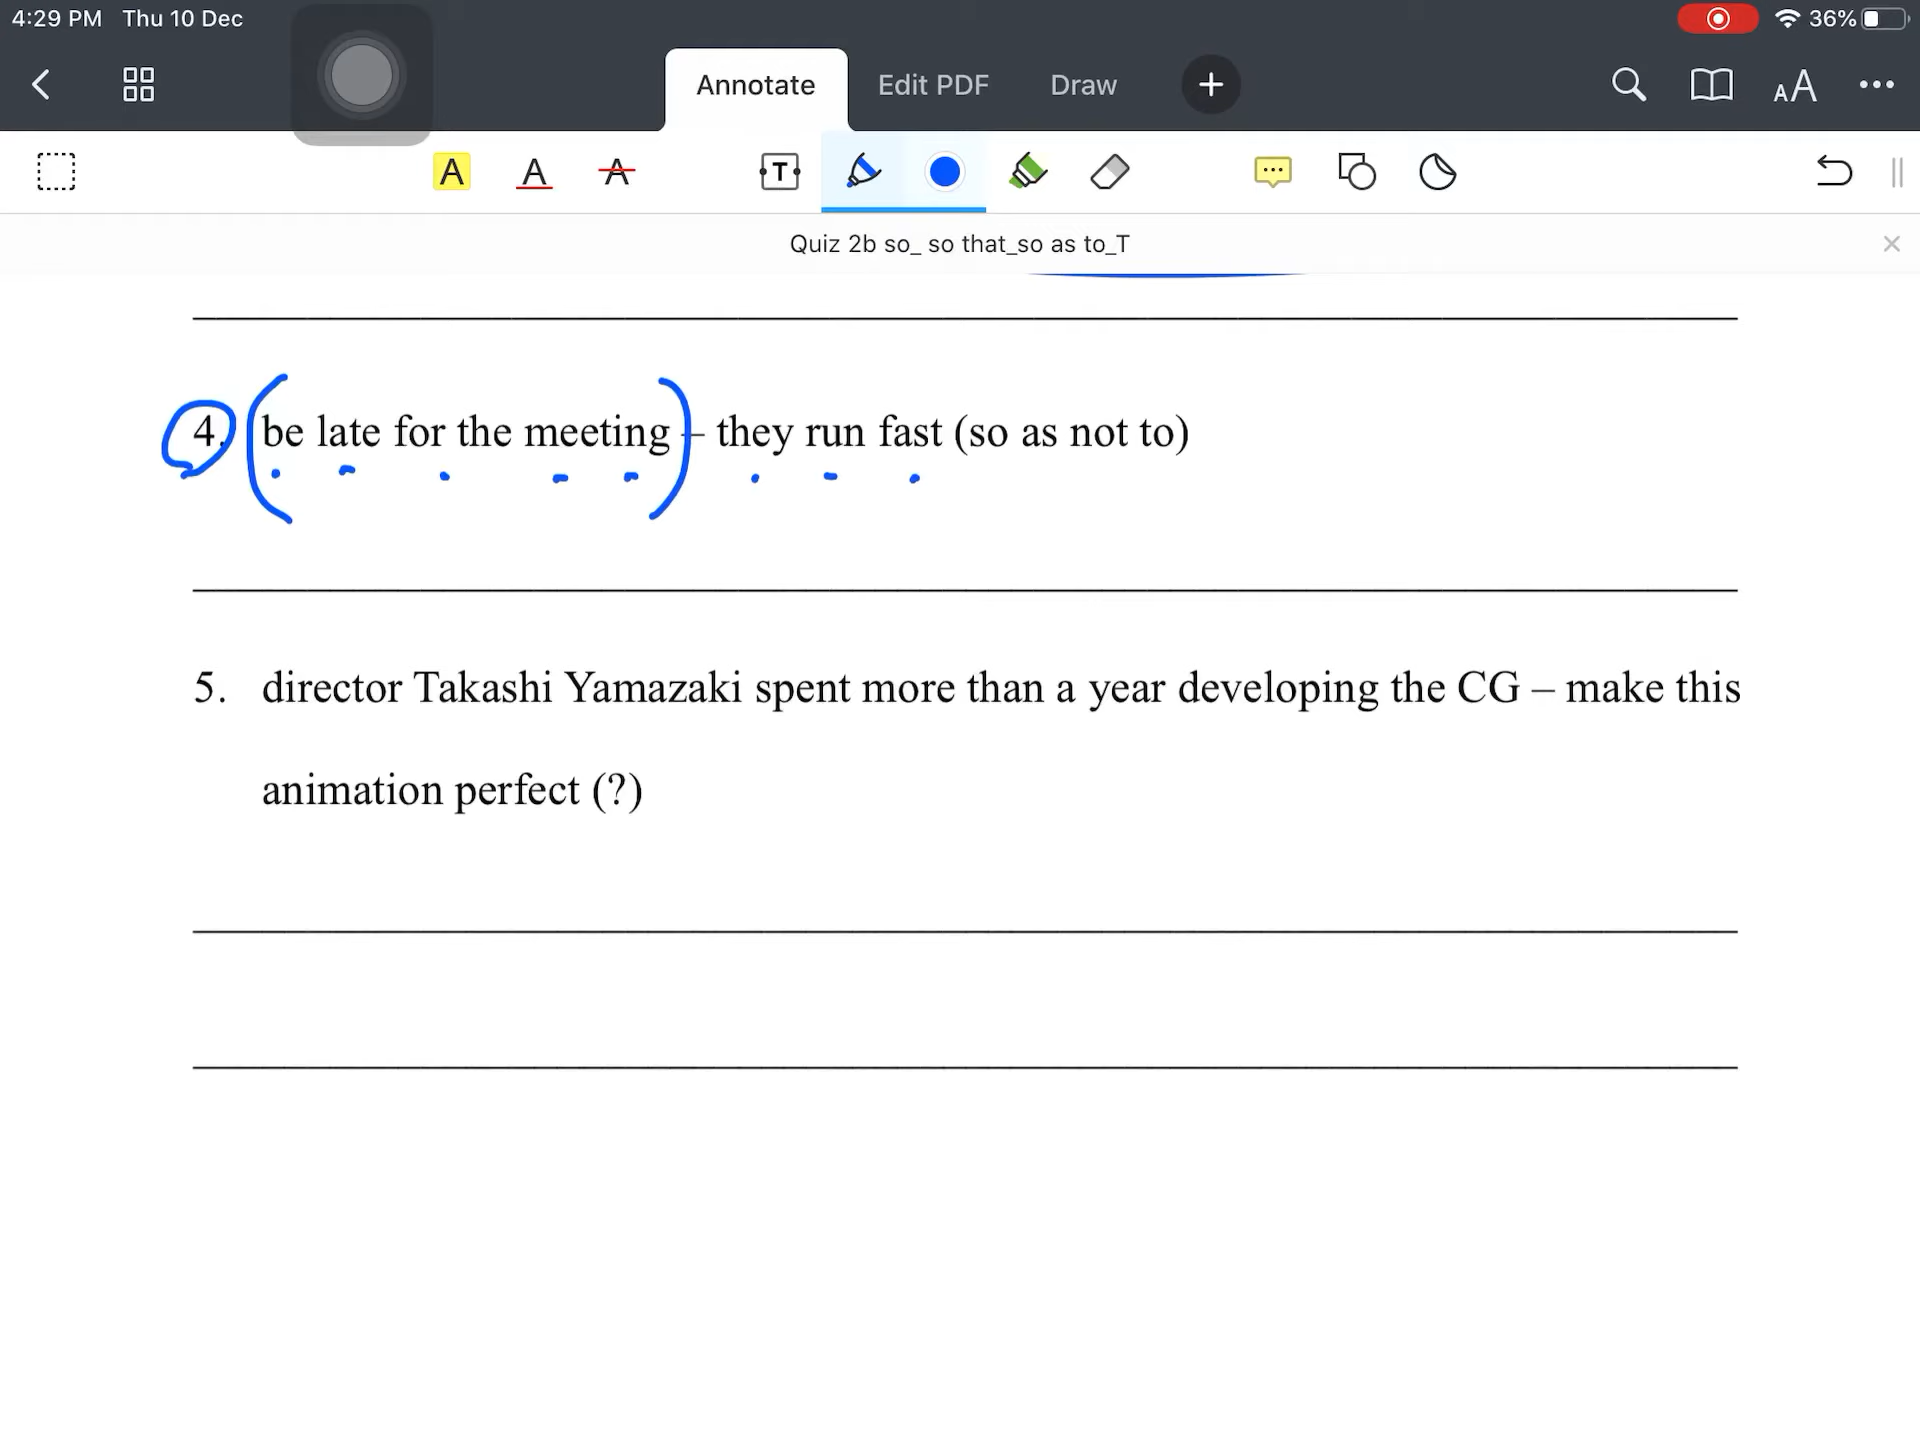 4:29 PM Thu 10 Dec
36%
Annotate Edit PDF Draw
AA
A A A T
Quiz 2b so_ so that_so as to_T
4. be late for the meeting – they run fast (so as not to)
5. director Takashi Yamazaki spent more than a year developing the CG – make this
animation perfect (?)